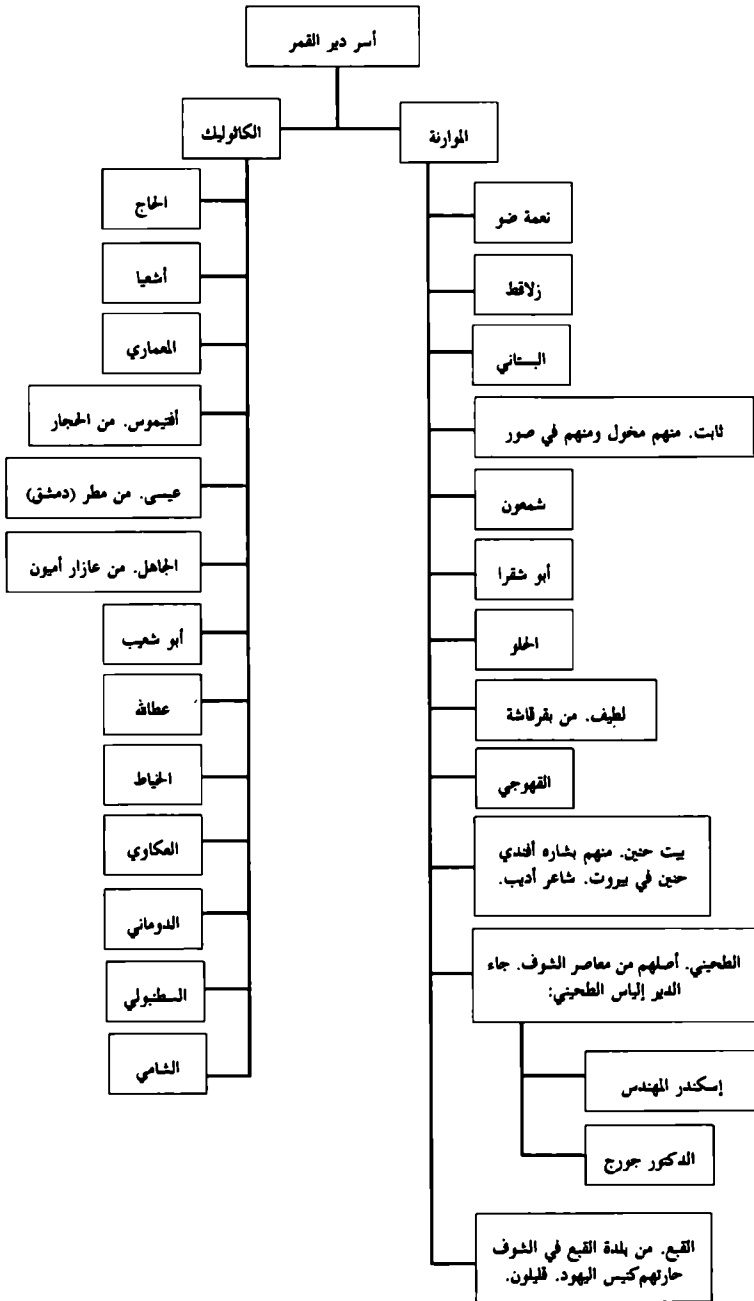 أسر دير القمر
الموارنة
نعمة ضو
زلاقط
البستاني
ثابت. منهم مخول ومنهم في صور
شمعون
أبو شقرا
الحلو
لطيف. من بقرقاشة
القهوجي
بيت حنين. منهم بشاره أفندي
حنين في بيروت. شاعر أديب.
الطحيني. أصلهم من معاصر الشوف. جاء
الدير إلياس الطحيني:
إسكندر المهندس
الدكتور جورج
القبع. من بلدة القبع في الشوف
حارتهم كنيس اليهود. قليلون.
الكاثوليك
الحاج
أشعيا
المعماري
أفتيموس. من الحجار
عيسى. من مطر (دمشق)
الجاهل. من عازار أميون
أبو شعيب
عطالله
الخياط
العكاوي
الدوماني
السطنبولي
الشامي